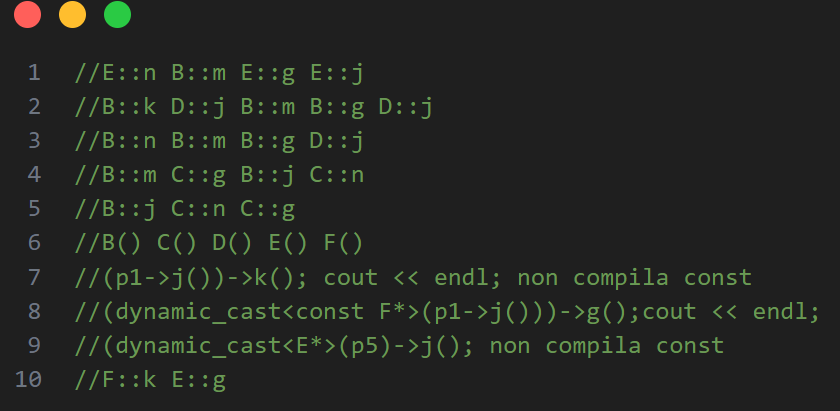 1 //E::n B::m E::g E::j
2 //B::k D::j B::m B::g D::j
3 //B::n B::m B::g D::j
4 //B::m C::g B::j C::n
5 //B::j C::n C::g
6 //B() C() D() E() F()
7 //(p1->j())->k(); cout << endl; non compila const
8 //(dynamic_cast<const F*>(p1->j()))->g();cout << endl;
9 //(dynamic_cast<E*>(p5)->j(); non compila const
10 //F::k E::g